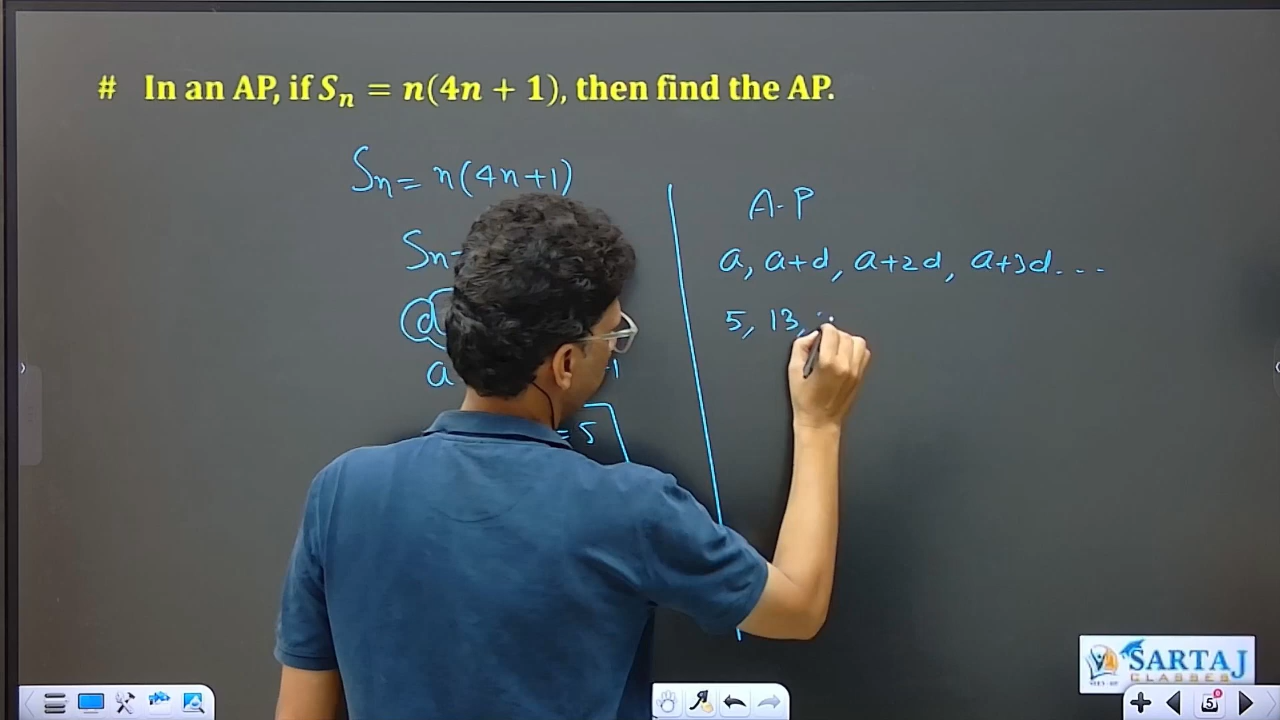 # In an AP, if Sₙ = n(4n + 1), then find the AP.
Sn = n(4n+1)
Sn
a
= 5
A-P
a, a+d, a+2d, a+3d...
5, 13,
SARTAJ
CLASSES
5